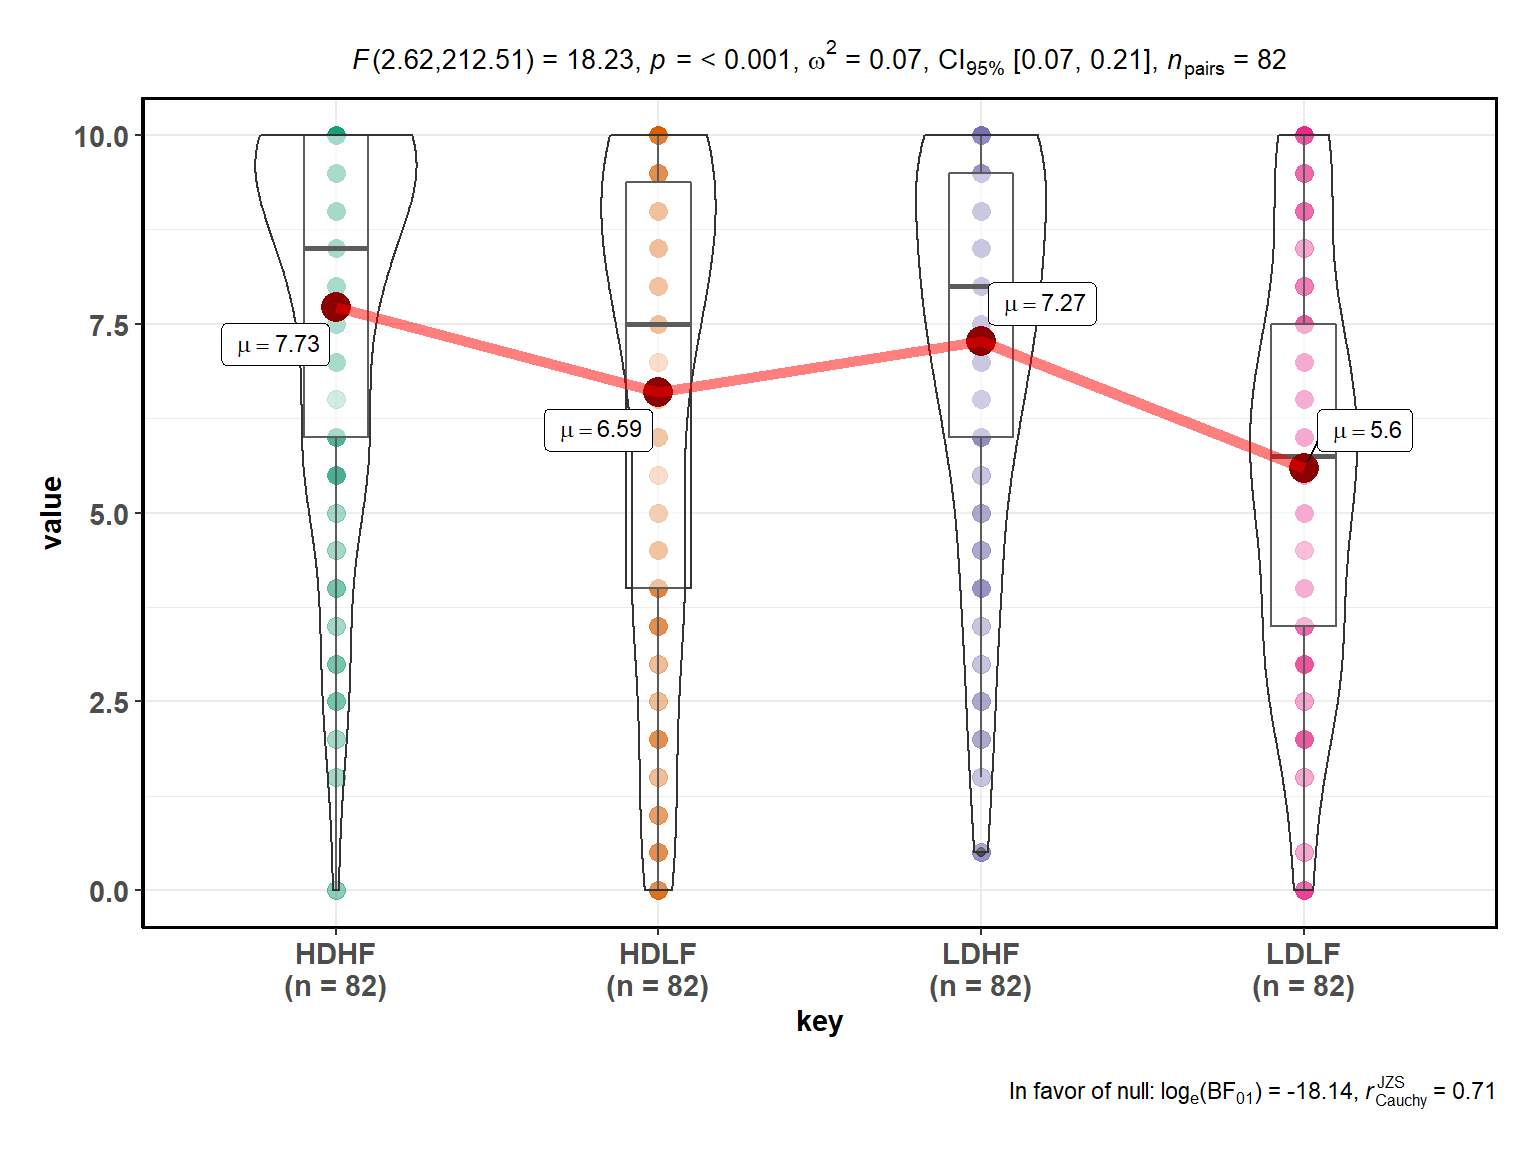 F(2.62,212.51) = 18.23, p = < 0.001, ω² = 0.07, CI95% [0.07, 0.21], npairs = 82
value
10.0
7.5
5.0
2.5
0.0
μ = 7.73
μ = 6.59
μ = 7.27
μ = 5.6
HDHF HDLF LDHF LDLF
(n = 82) (n = 82) (n = 82) (n = 82)
key
In favor of null: loge(BF01) = -18.14, rJZSCauchy = 0.71